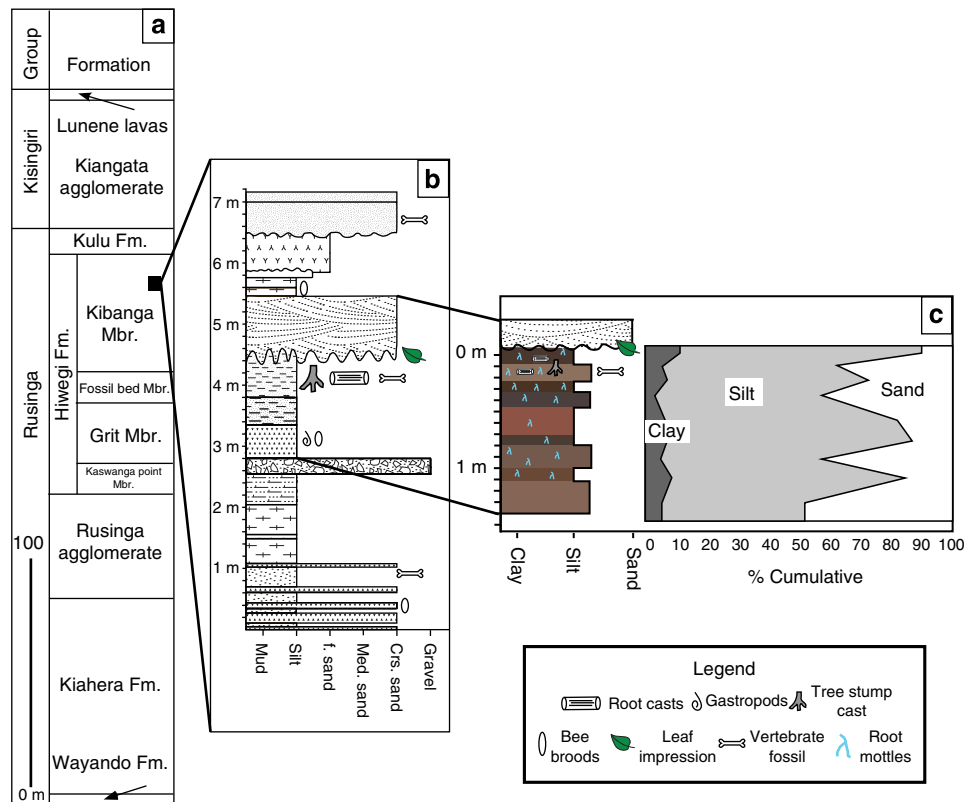 a
Group
Formation
Kisingiri
Lunene lavas
Kiangata
agglomerate
Rusinga
Kulu Fm.
Hiwegi Fm.
Kibanga
Mbr.
Fossil bed Mbr.
Grit Mbr.
Kaswanga point
Mbr.
Rusinga
agglomerate
Kiahera Fm.
Wayando Fm.
100
0 m
b
7 m
6 m
5 m
4 m
3 m
2 m
1 m
Mud
Silt
f. sand
Med. sand
Crs. sand
Gravel
c
0 m
1 m
Clay
Silt
Sand
Clay
Silt
Sand
0 10 20 30 40 50 60 70 80 90 100
% Cumulative
Legend
Root casts
Gastropods
Tree stump
cast
Bee
broods
Leaf
impression
Vertebrate
fossil
Root
mottles